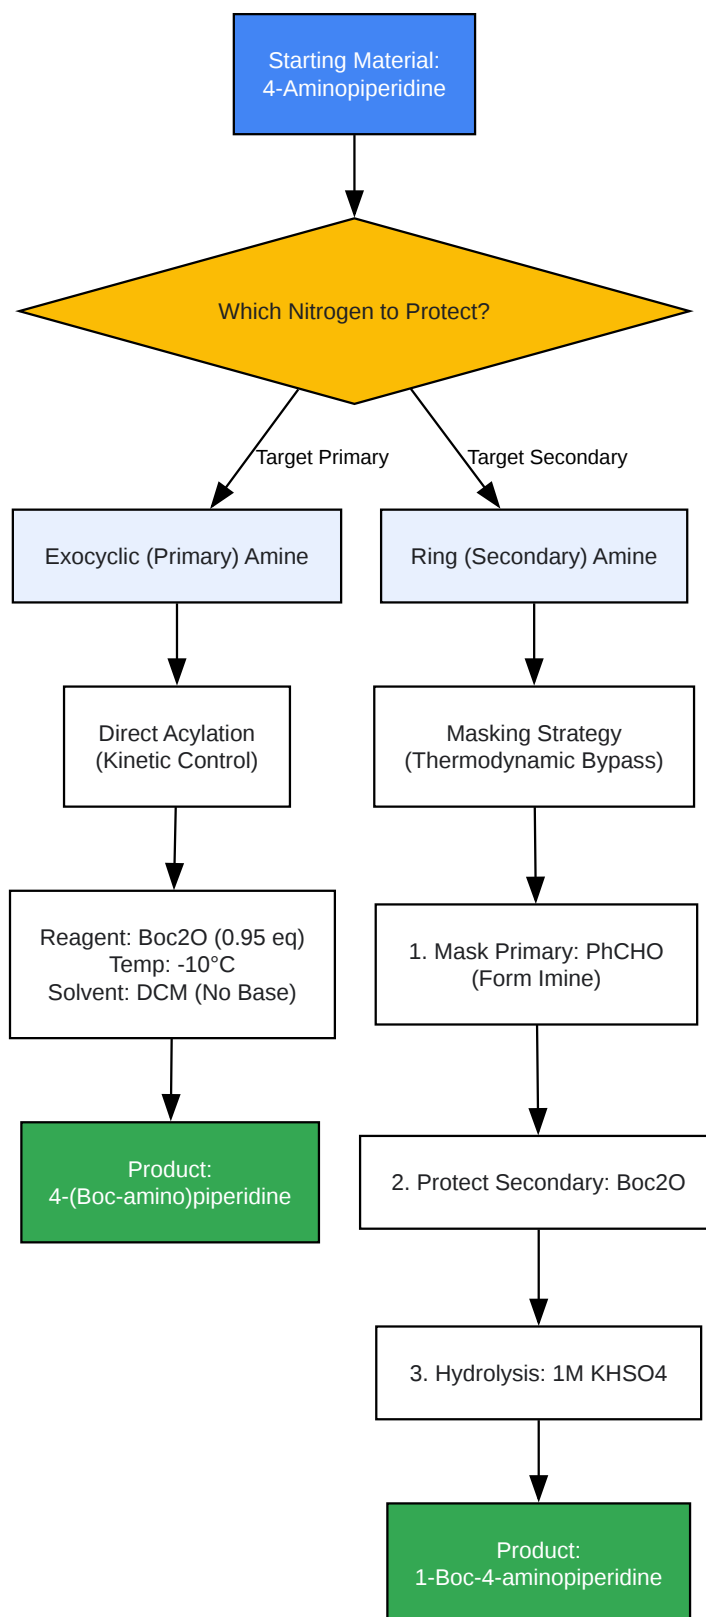 Starting Material:
4-Aminopiperidine
Which Nitrogen to Protect?
Target Primary
Target Secondary
Exocyclic (Primary) Amine
Ring (Secondary) Amine
Direct Acylation
(Kinetic Control)
Masking Strategy
(Thermodynamic Bypass)
Reagent: Boc2O (0.95 eq)
Temp: -10°C
Solvent: DCM (No Base)
1. Mask Primary: PhCHO
(Form Imine)
Product:
4-(Boc-amino)piperidine
2. Protect Secondary: Boc2O
3. Hydrolysis: 1M KHSO4
Product:
1-Boc-4-aminopiperidine